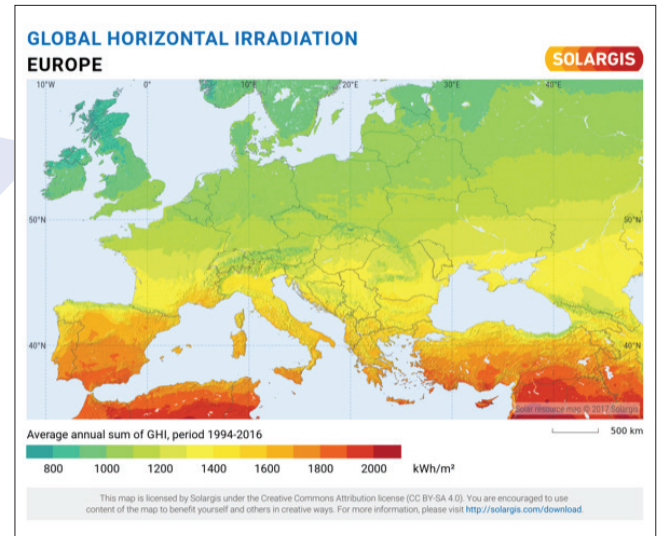 GLOBAL HORIZONTAL IRRADIATION
EUROPE
SOLARGIS
10°W 0° 10°E 20°E 30°E 40°E
50°N 50°N
40°N 40°N
Solar resource map © 2017 Solargis
Average annual sum of GHI, period 1994-2016
500 km
800 1000 1200 1400 1600 1800 2000 kWh/m²
This map is licensed by Solargis under the Creative Commons Attribution license (CC BY-SA 4.0). You are encouraged to use
content of the map to benefit yourself and others in creative ways. For more information, please visit http://solargis.com/download.